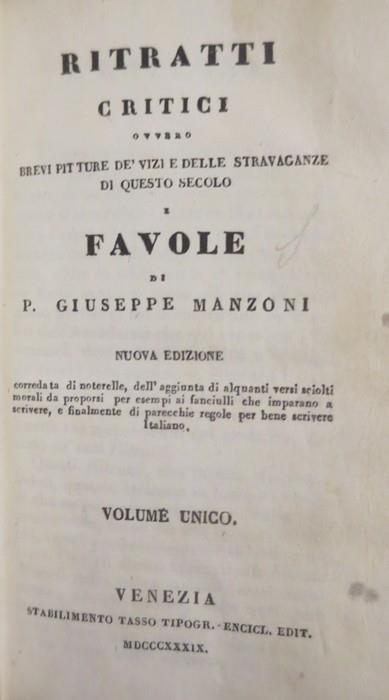 RITRATTI
CRITICI
OVVERO
BREVI PITTURE DE' VIZI E DELLE STRAVAGANZE
DI QUESTO SECOLO
E
FAVOLE
DI
P. GIUSEPPE MANZONI
NUOVA EDIZIONE
corredata di noterelle, dell' aggiunta di alquanti versi sciolti
morali da proporsi per esempi ai fanciulli che imparano a
scrivere, e finalmente di parecchie regole per bene scrivere
Italiano.
VOLUME UNICO.
VENEZIA
STABILIMENTO TASSO TIPOGR.-ENCICL. EDIT.
MDCCCXXXIX.